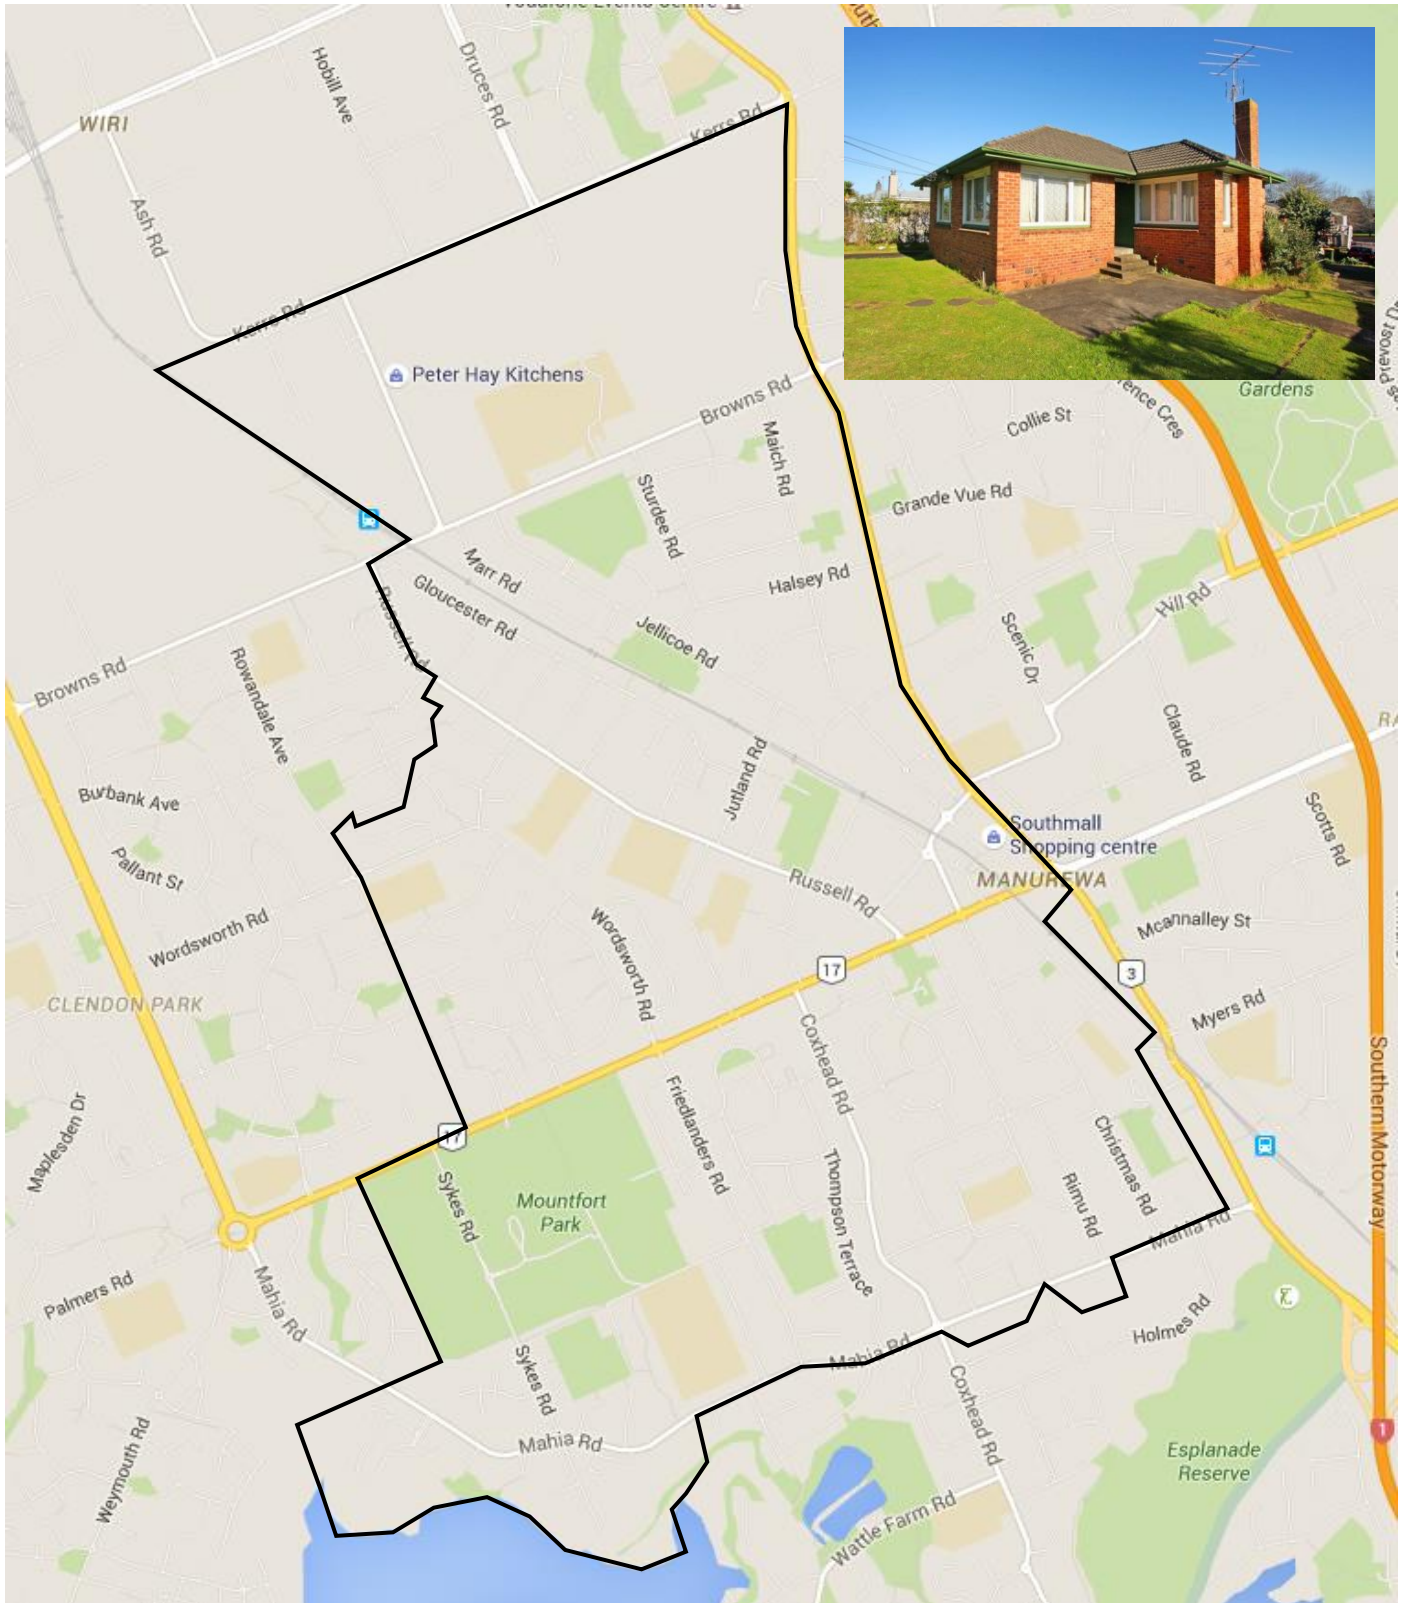 Vodafone Events Centre
Druces Rd
Hobill Ave
WIRI
Kerrs Rd
Ash Rd
Kerrs Rd
Peter Hay Kitchens
Browns Rd
Gardens
Collie St
Maich Rd
Grande Vue Rd
Sturdee Rd
Marr Rd
Halsey Rd
Gloucester Rd
Hill Rd
Russell Rd
Jellicoe Rd
Scenic Dr
Browns Rd
Rowandale Ave
Claude Rd
Jutland Rd
Burbank Ave
Scotts Rd
Southmall
Shopping centre
Pallant St
MANUREWA
Russell Rd
Wordsworth Rd
Mcannalley St
Wordsworth Rd
17
3
CLENDON PARK
Myers Rd
Coxhead Rd
Southern Motorway
Maplesden Dr
Friedlanders Rd
17
Christmas Rd
Mountfort
Park
Sykes Rd
Rimu Rd
Thompson Terrace
Mahia Rd
Palmers Rd
Mahia Rd
Holmes Rd
Mahia Rd
Sykes Rd
Coxhead Rd
1
Mahia Rd
Weymouth Rd
Esplanade
Reserve
Wattle Farm Rd